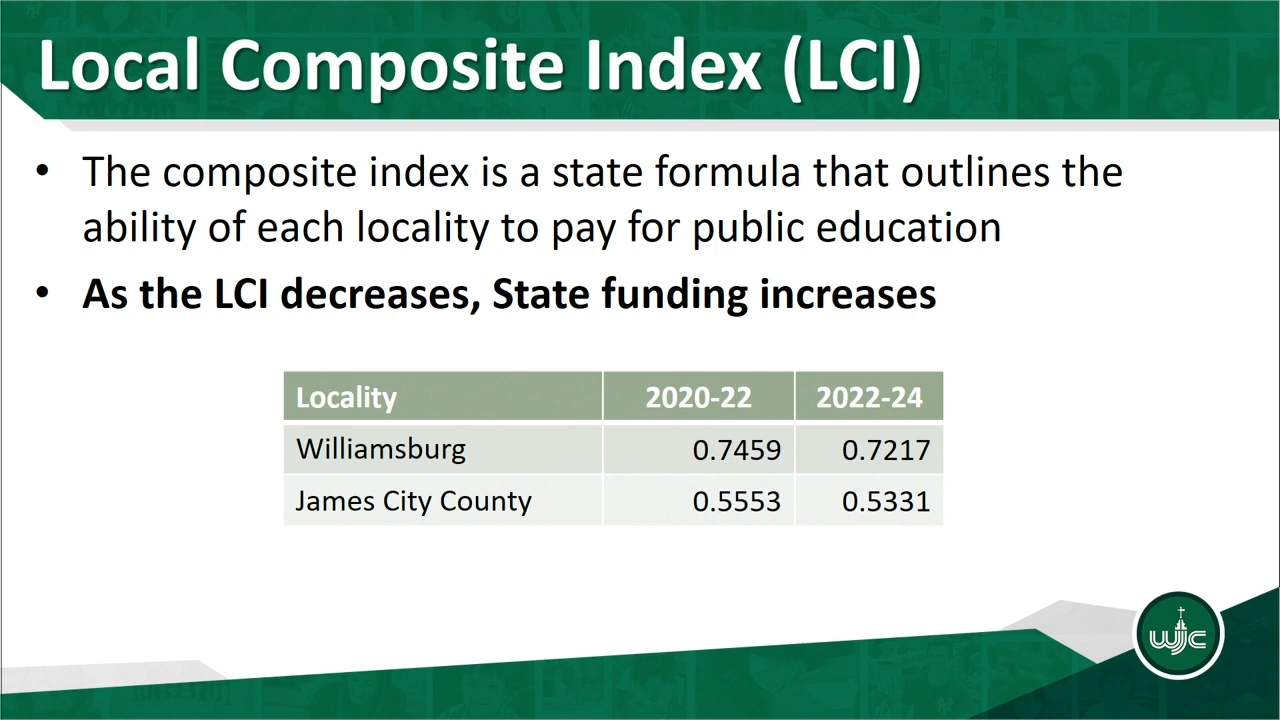 Local Composite Index (LCI)
• The composite index is a state formula that outlines the
ability of each locality to pay for public education
• As the LCI decreases, State funding increases
Locality 2020-22 2022-24
Williamsburg 0.7459 0.7217
James City County 0.5553 0.5331
wjc